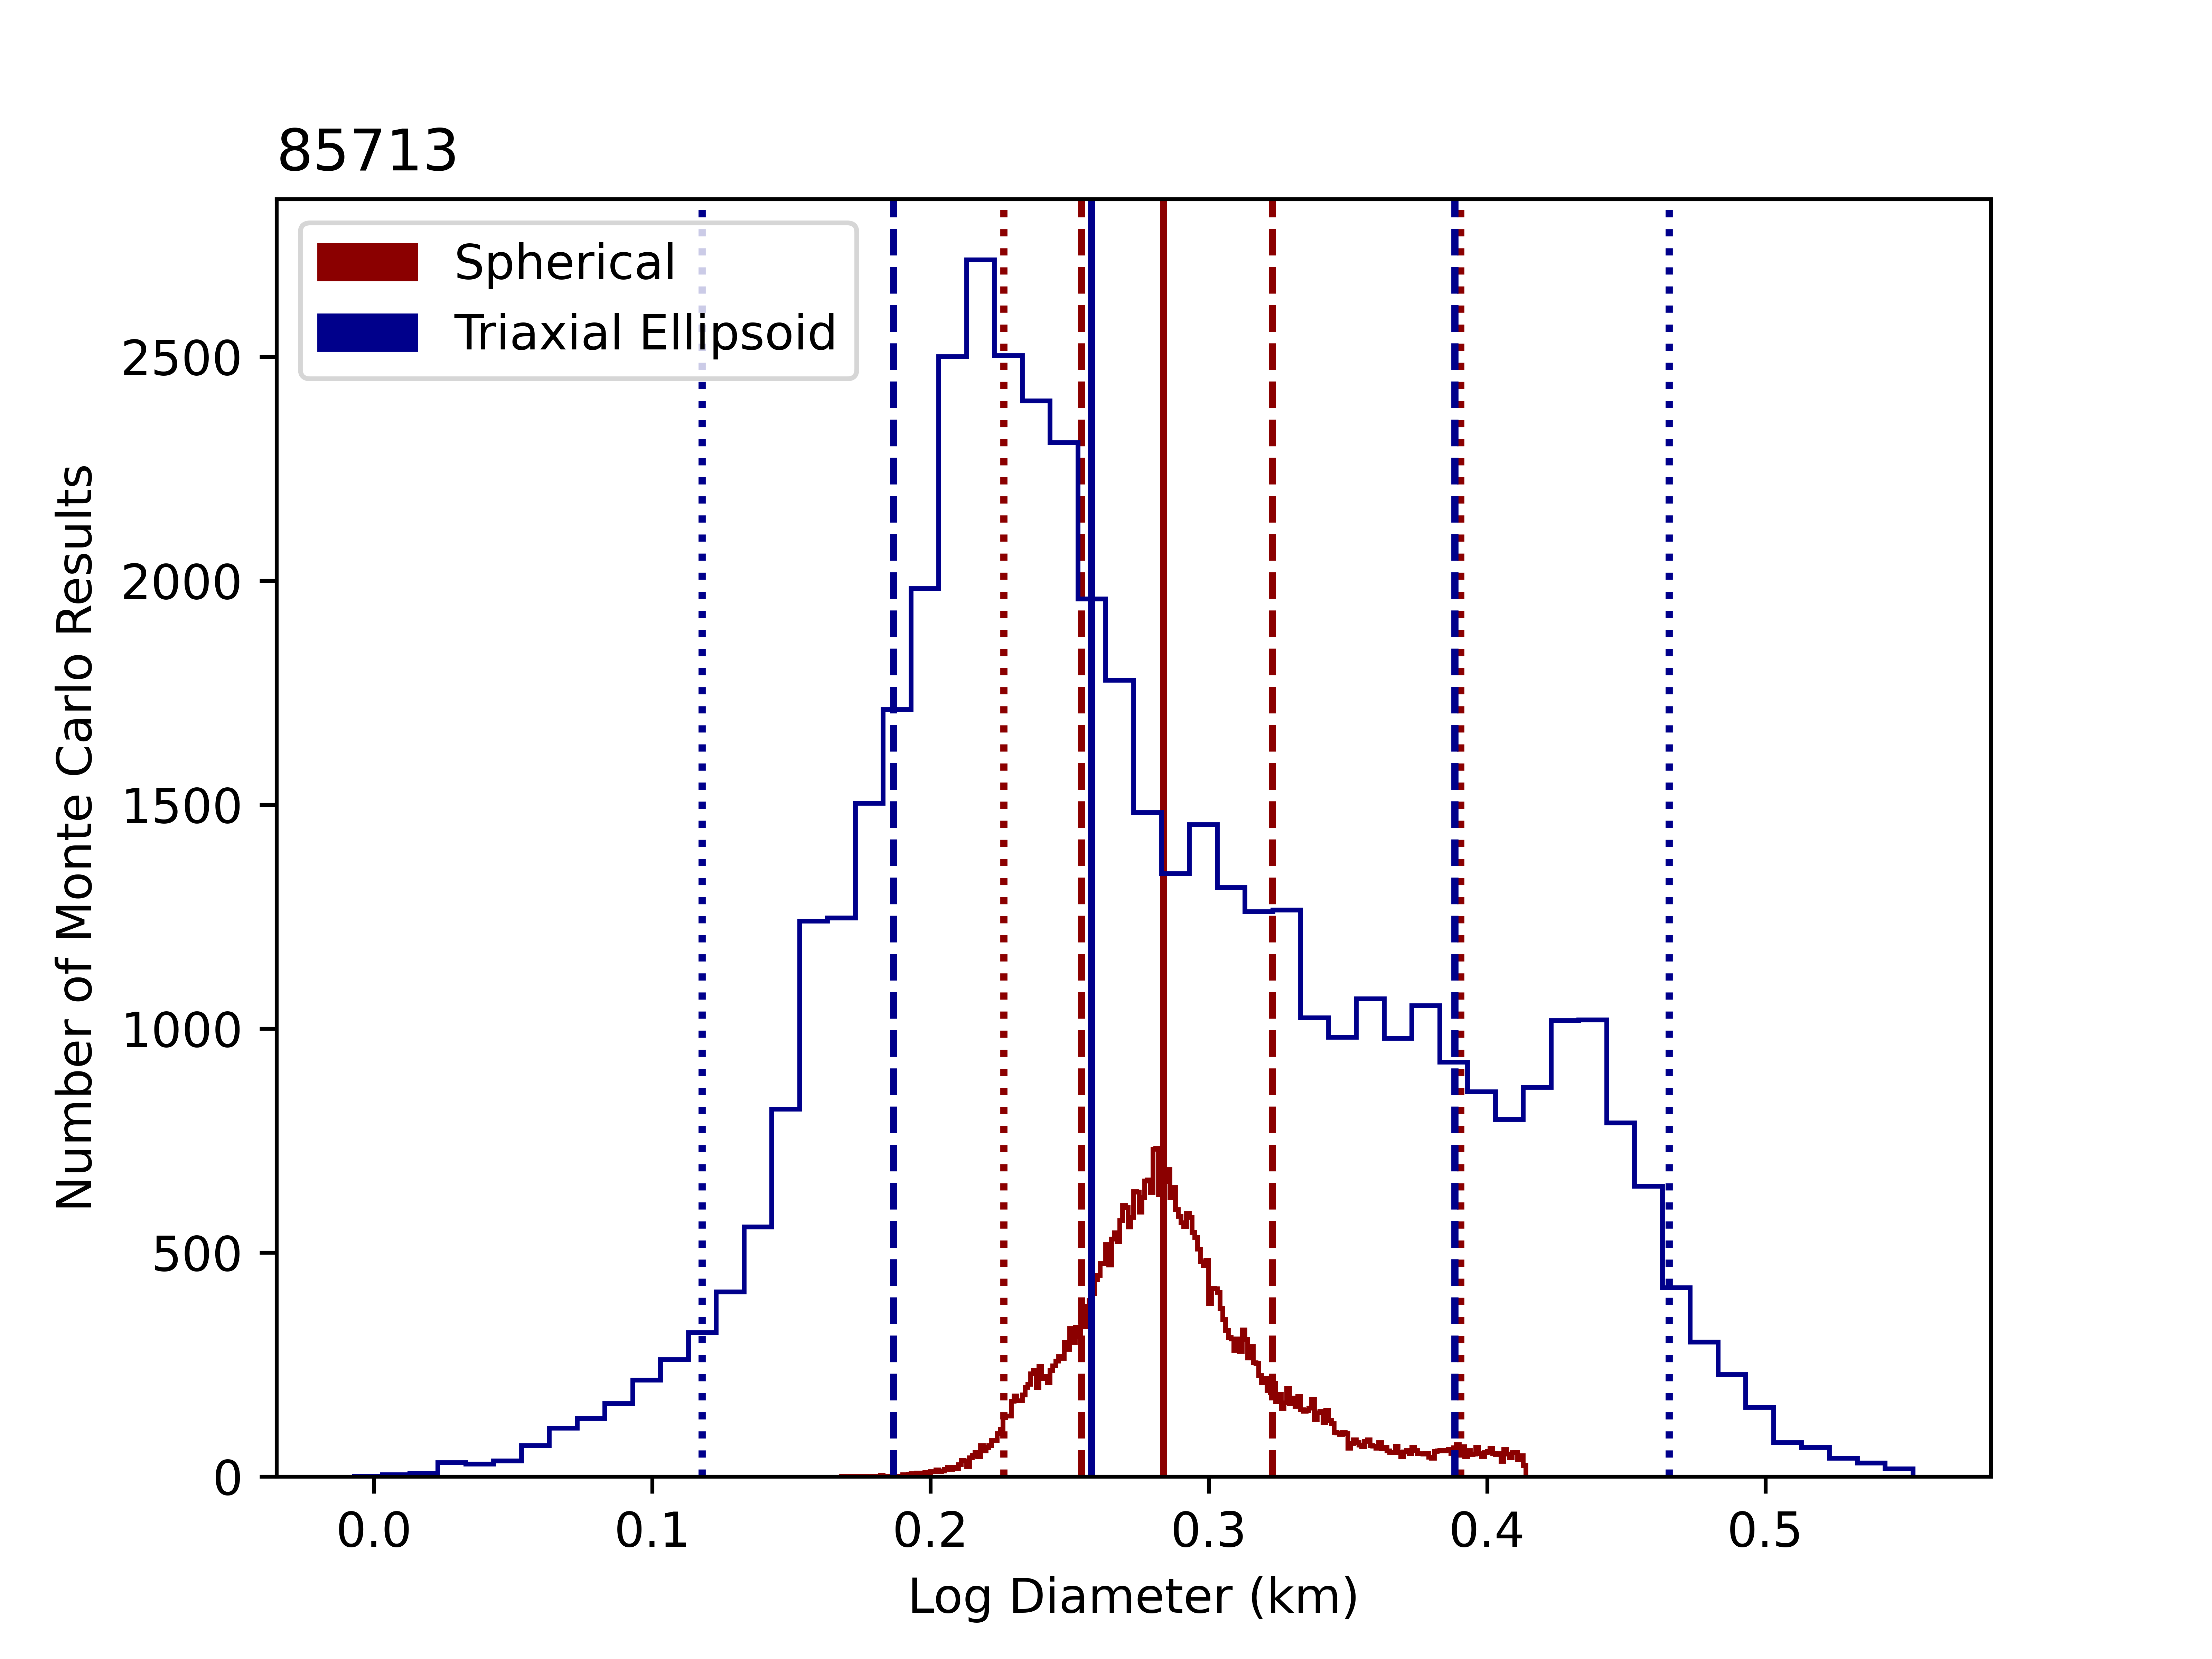 85713
Spherical
Triaxial Ellipsoid
2500
2000
1500
1000
500
0
Number of Monte Carlo Results
0.0 0.1 0.2 0.3 0.4 0.5
Log Diameter (km)